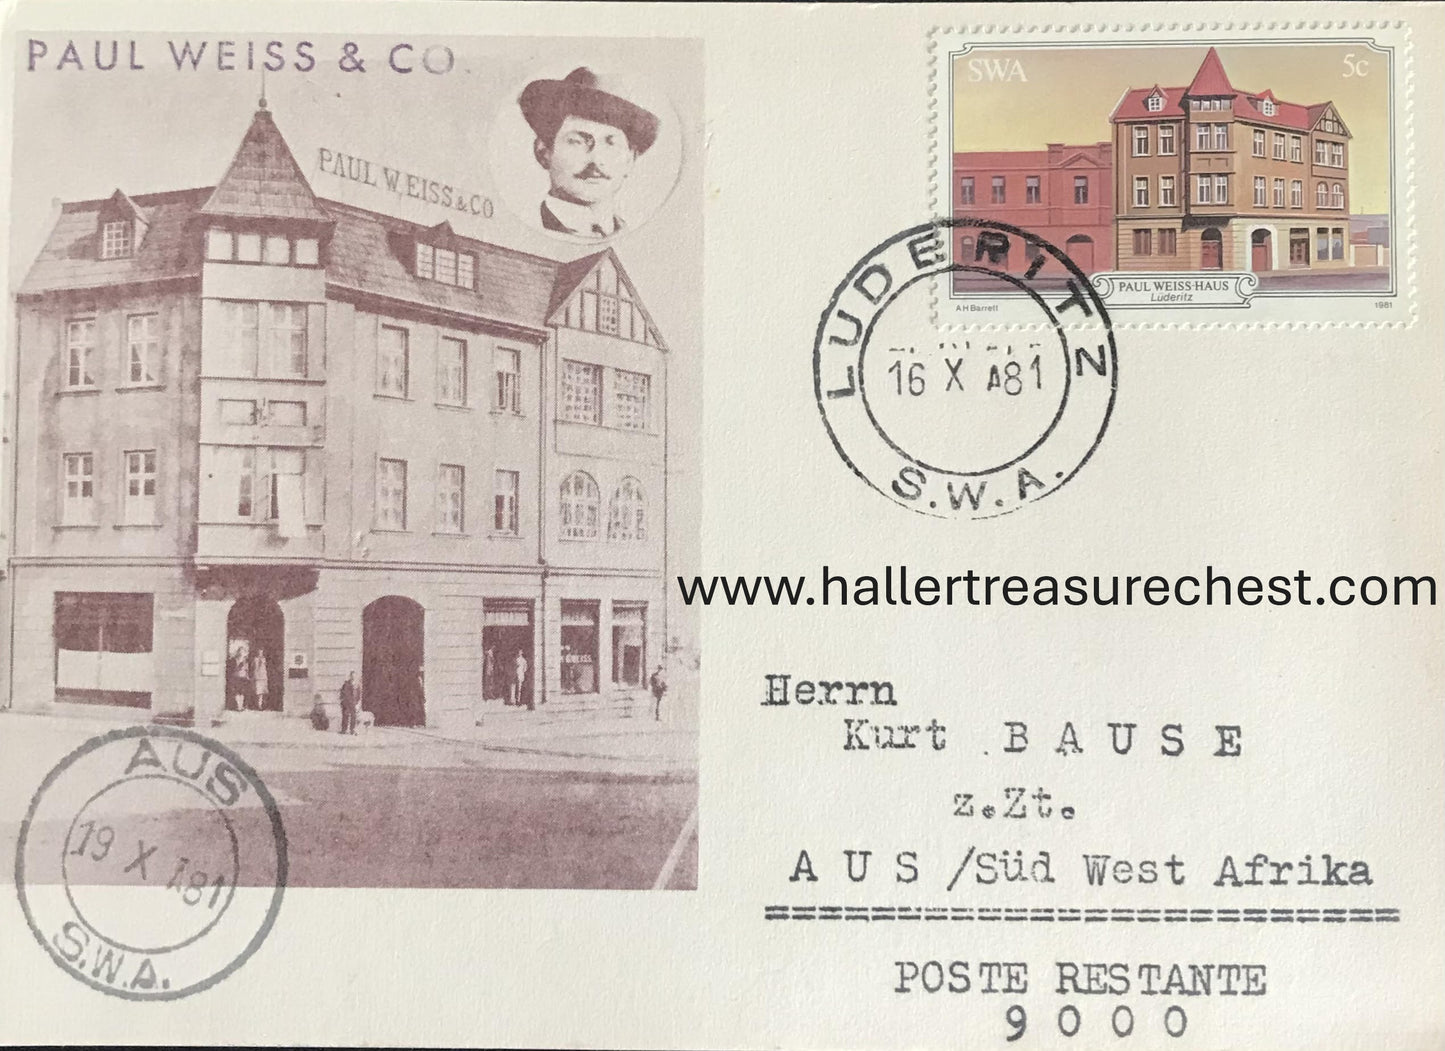 PAUL WEISS & CO.
PAUL WEISS & CO
SWA
5c
PAUL WEISS-HAUS
Lüderitz
A H Barrett
1981
LUDERITZ
16 X 81
S.W.A.
www.hallertreasurechest.com
Herrn
Kurt BAUSE
z.Zt.
AUS /Süd West Afrika
=========================
POSTE RESTANTE
9000
AUS
19 X 81
S.W.A.